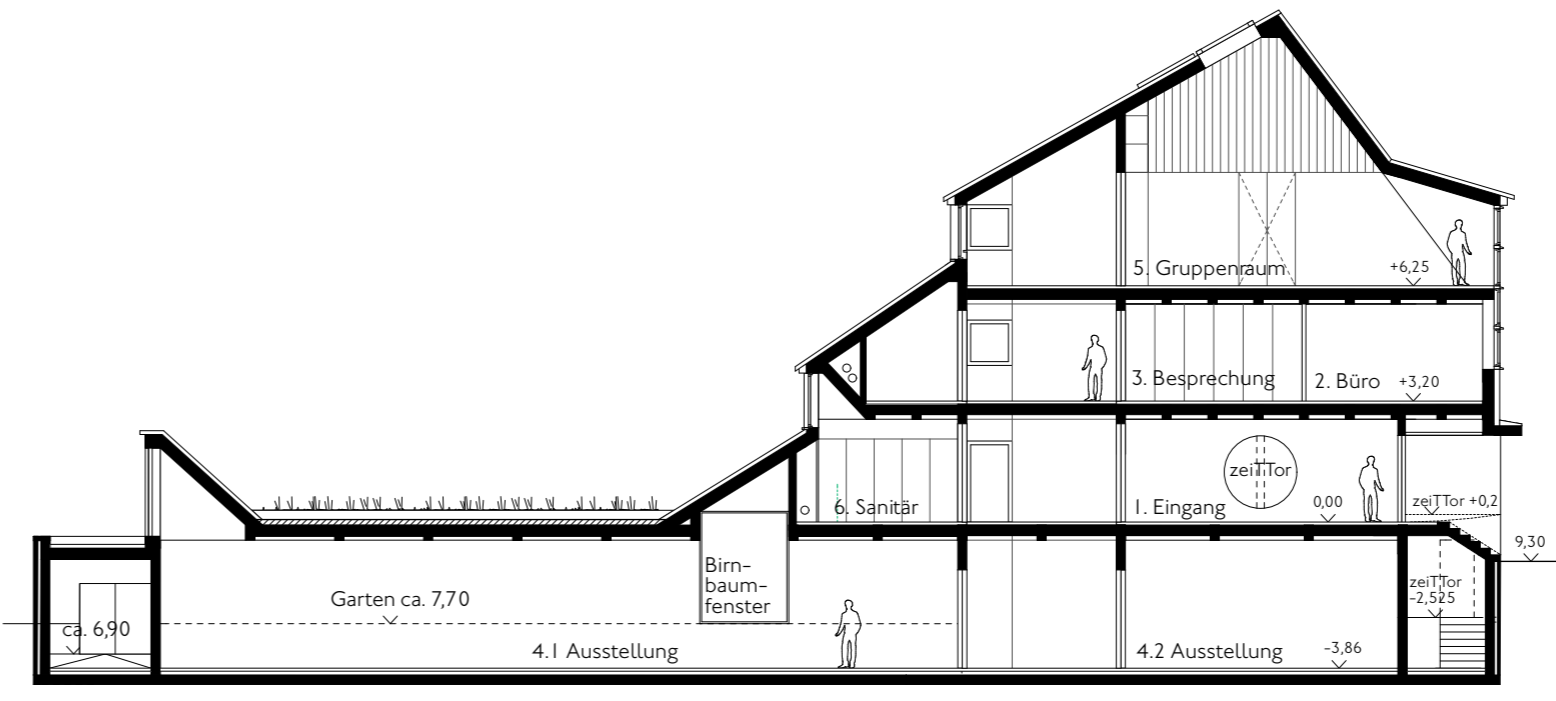 5. Gruppenraum
+6,25
3. Besprechung
2. Büro
+3,20
zeiTTor
6. Sanitär
1. Eingang
0,00
zeiTTor +0,2
9,30
Birn-
baum-
fenster
zeiTTor
-2,525
Garten ca. 7,70
ca. 6,90
4.1 Ausstellung
4.2 Ausstellung
-3,86